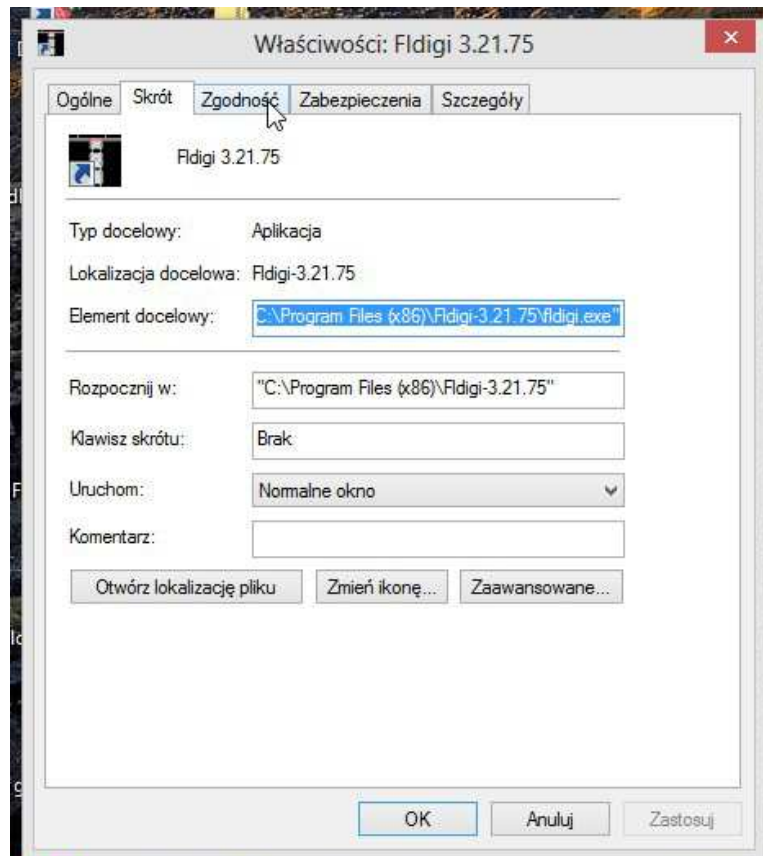 Właściwości: Fldigi 3.21.75
Ogólne Skrót Zgodność Zabezpieczenia Szczegóły
Fldigi 3.21.75
Typ docelowy: Aplikacja
Lokalizacja docelowa: Fldigi-3.21.75
Element docelowy: C:\Program Files (x86)\Fldigi-3.21.75\fldigi.exe"
Rozpocznij w: "C:\Program Files (x86)\Fldigi-3.21.75"
Klawisz skrótu: Brak
Uruchom: Normalne okno
Komentarz:
Otwórz lokalizację pliku Zmień ikonę... Zaawansowane...
OK Anuluj Zastosuj